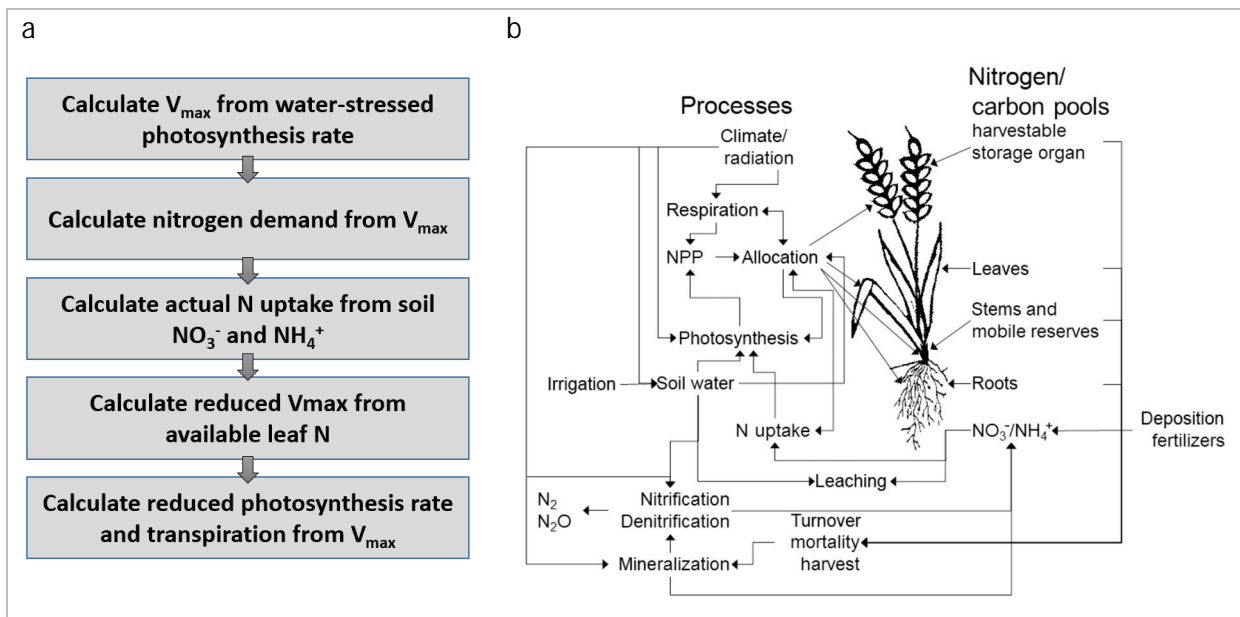 a
Calculate Vmax from water-stressed
photosynthesis rate
Calculate nitrogen demand from Vmax
Calculate actual N uptake from soil
NO3- and NH4+
Calculate reduced Vmax from
available leaf N
Calculate reduced photosynthesis rate
and transpiration from Vmax
b
Processes
Nitrogen/
carbon pools
Climate/
radiation
harvestable
storage organ
Respiration
NPP
Allocation
Leaves
Stems and
mobile reserves
Photosynthesis
Irrigation
Soil water
Roots
N uptake
NO3-/NH4+
Deposition
fertilizers
Leaching
N2
N2O
Nitrification
Denitrification
Turnover
mortality
harvest
Mineralization